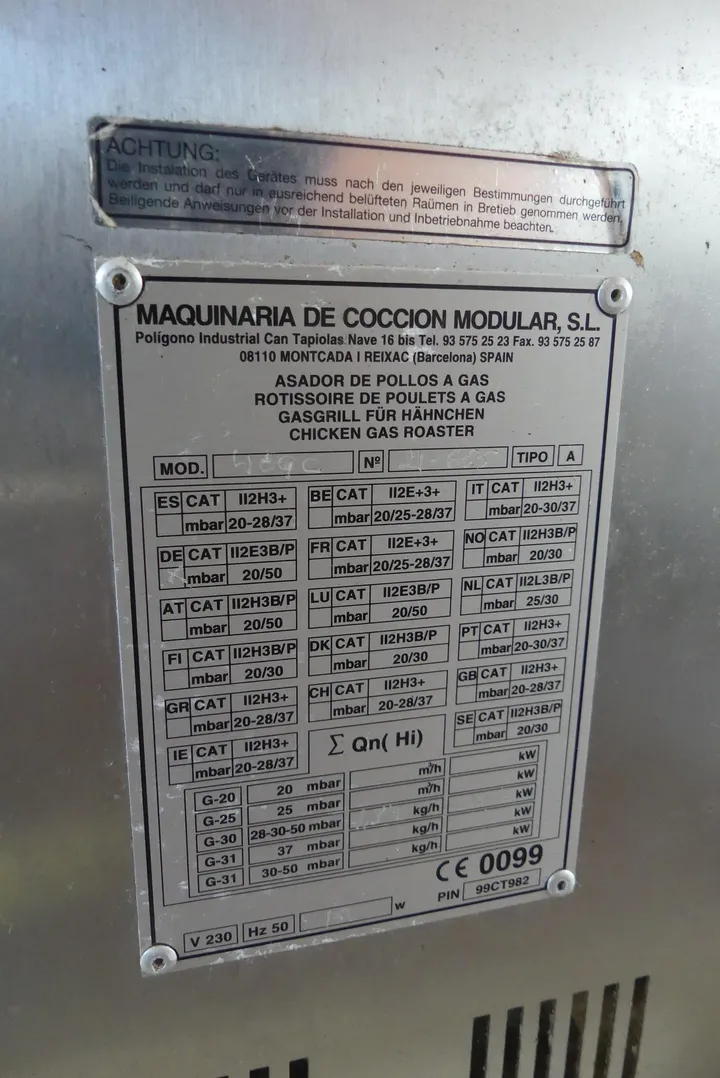 ACHTUNG:
Die Instalation des Gerätes muss nach den jeweiligen Bestimmungen durchgeführt
werden und darf nur in ausreichend belüfteten Raümen in Bretieb genommen werden,
Beiligende Anweisungen vor der Installation und Inbetriebnahme beachten.
MAQUINARIA DE COCCION MODULAR, S.L.
Polígono Industrial Can Tapiolas Nave 16 bis Tel. 93 575 25 23 Fax. 93 575 25 87
08110 MONTCADA I REIXAC (Barcelona) SPAIN
ASADOR DE POLLOS A GAS
ROTISSOIRE DE POULETS A GAS
GASGRILL FÜR HÄHNCHEN
CHICKEN GAS ROASTER
MOD. Nº TIPO A
ES CAT II2H3+ BE CAT II2E+3+ IT CAT II2H3+
mbar 20-28/37 mbar 20/25-28/37 mbar 20-30/37
DE CAT II2E3B/P FR CAT II2E+3+ NO CAT II2H3B/P
mbar 20/50 mbar 20/25-28/37 mbar 20/30
AT CAT II2H3B/P LU CAT II2E3B/P NL CAT II2L3B/P
mbar 20/50 mbar 20/50 mbar 25/30
FI CAT II2H3B/P DK CAT II2H3B/P PT CAT II2H3+
mbar 20/30 mbar 20/30 mbar 20-30/37
GR CAT II2H3+ CH CAT II2H3+ GB CAT II2H3+
mbar 20-28/37 mbar 20-28/37 mbar 20-28/37
IE CAT II2H3+ ∑ Qn( Hi) SE CAT II2H3B/P
mbar 20-28/37 mbar 20/30
G-20 20 mbar m³/h kW
G-25 25 mbar m³/h kW
G-30 28-30-50 mbar kg/h kW
G-31 37 mbar kg/h kW
G-31 30-50 mbar kg/h kW
CE 0099
PIN 99CT982
V 230 Hz 50 w